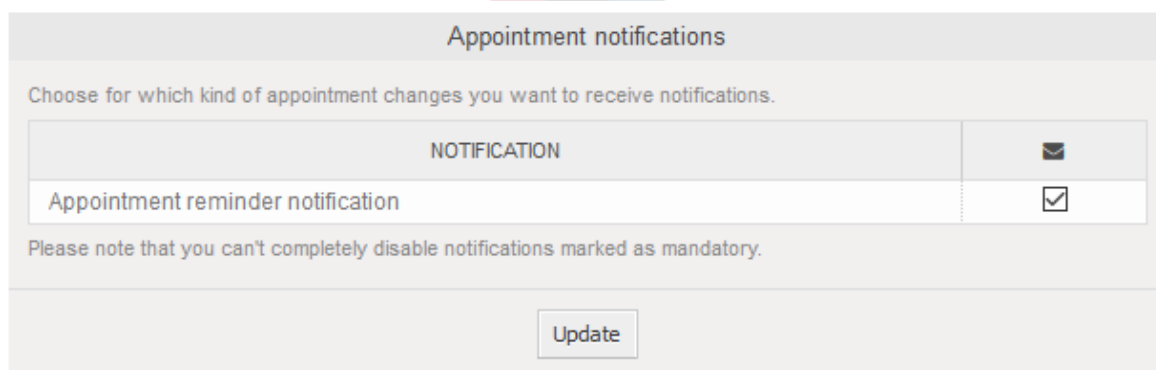 Appointment notifications
Choose for which kind of appointment changes you want to receive notifications.
NOTIFICATION
Appointment reminder notification
Please note that you can't completely disable notifications marked as mandatory.
Update